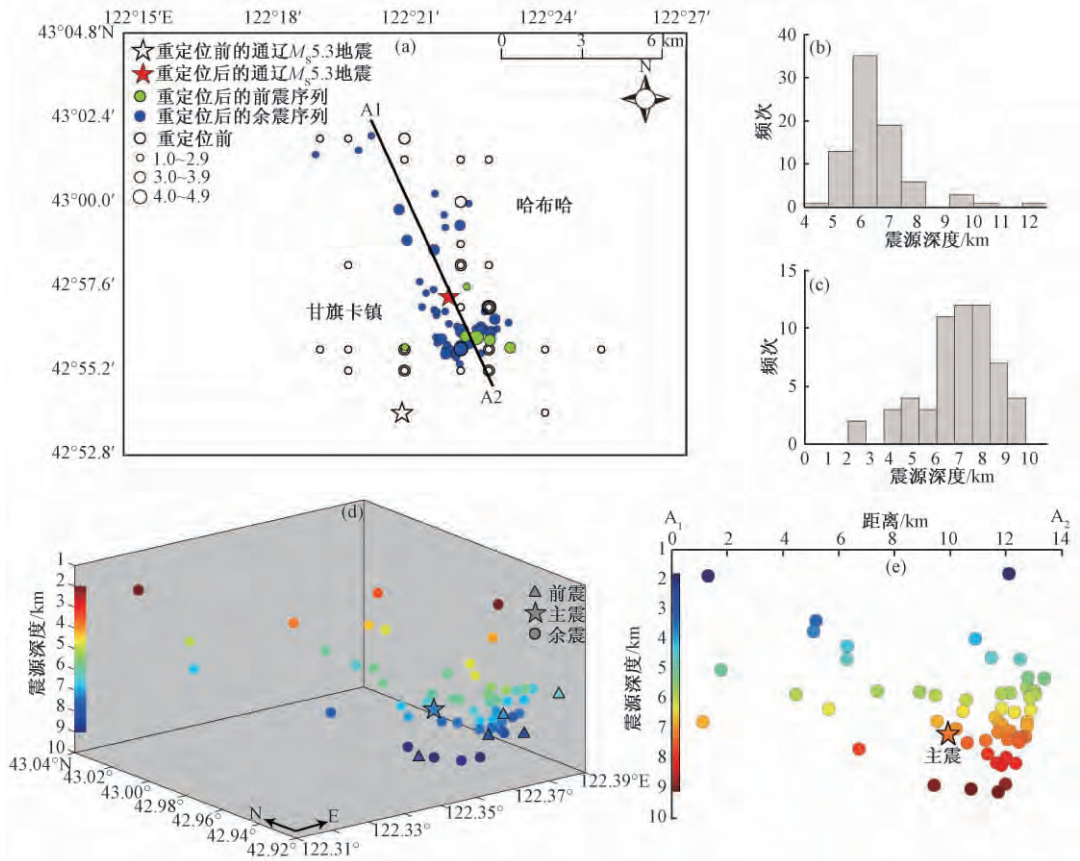 122°15′E 122°18′ 122°21′ 122°24′ 122°27′
43°04.8′N
43°02.4′
43°00.0′
42°57.6′
42°55.2′
42°52.8′
(a)
0 3 6 km
N
重定位前的通辽MS5.3地震
重定位后的通辽MS5.3地震
重定位后的前震序列
重定位后的余震序列
重定位前
1.0~2.9
3.0~3.9
4.0~4.9
A1
哈布哈
甘旗卡镇
A2
(b)
频次
40
30
20
10
0
4 5 6 7 8 9 10 11 12
震源深度/km
(c)
频次
15
10
5
0
0 1 2 3 4 5 6 7 8 9 10
震源深度/km
(d)
震源深度/km
1
2
3
4
5
6
7
8
9
10
前震
主震
余震
43.04°N
43.02°
43.00°
42.98°
42.96°
42.94°
42.92°
122.31°
122.33°
122.35°
122.37°
122.39°E
N E
A1 距离/km A2
0 2 4 6 8 10 12 14
(e)
震源深度/km
1
2
3
4
5
6
7
8
9
10
主震